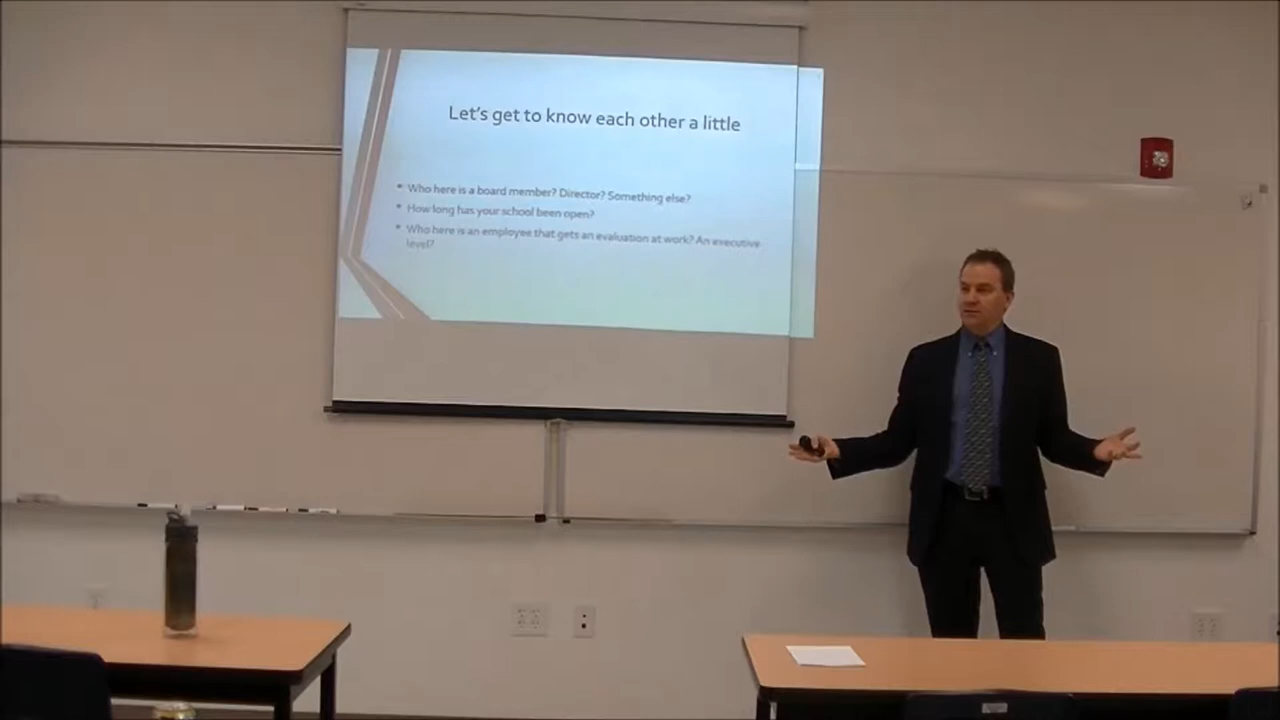 Let's get to know each other a little
Who here is a board member? Director? Something else?
How long has your school been open?
Who here is an employee that gets an evaluation at work? An executive
level?